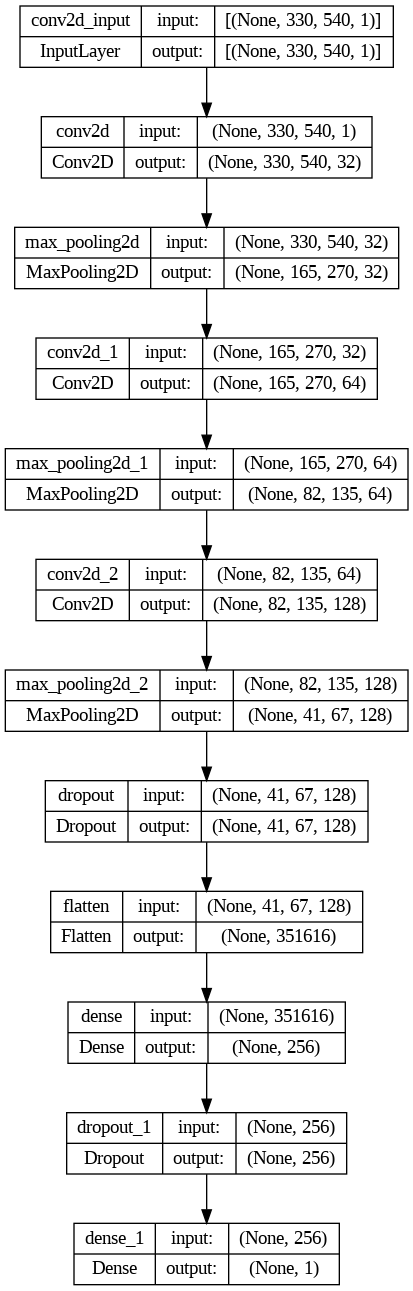 conv2d_input input: [(None, 330, 540, 1)]
InputLayer output: [(None, 330, 540, 1)]
conv2d input: (None, 330, 540, 1)
Conv2D output: (None, 330, 540, 32)
max_pooling2d input: (None, 330, 540, 32)
MaxPooling2D output: (None, 165, 270, 32)
conv2d_1 input: (None, 165, 270, 32)
Conv2D output: (None, 165, 270, 64)
max_pooling2d_1 input: (None, 165, 270, 64)
MaxPooling2D output: (None, 82, 135, 64)
conv2d_2 input: (None, 82, 135, 64)
Conv2D output: (None, 82, 135, 128)
max_pooling2d_2 input: (None, 82, 135, 128)
MaxPooling2D output: (None, 41, 67, 128)
dropout input: (None, 41, 67, 128)
Dropout output: (None, 41, 67, 128)
flatten input: (None, 41, 67, 128)
Flatten output: (None, 351616)
dense input: (None, 351616)
Dense output: (None, 256)
dropout_1 input: (None, 256)
Dropout output: (None, 256)
dense_1 input: (None, 256)
Dense output: (None, 1)